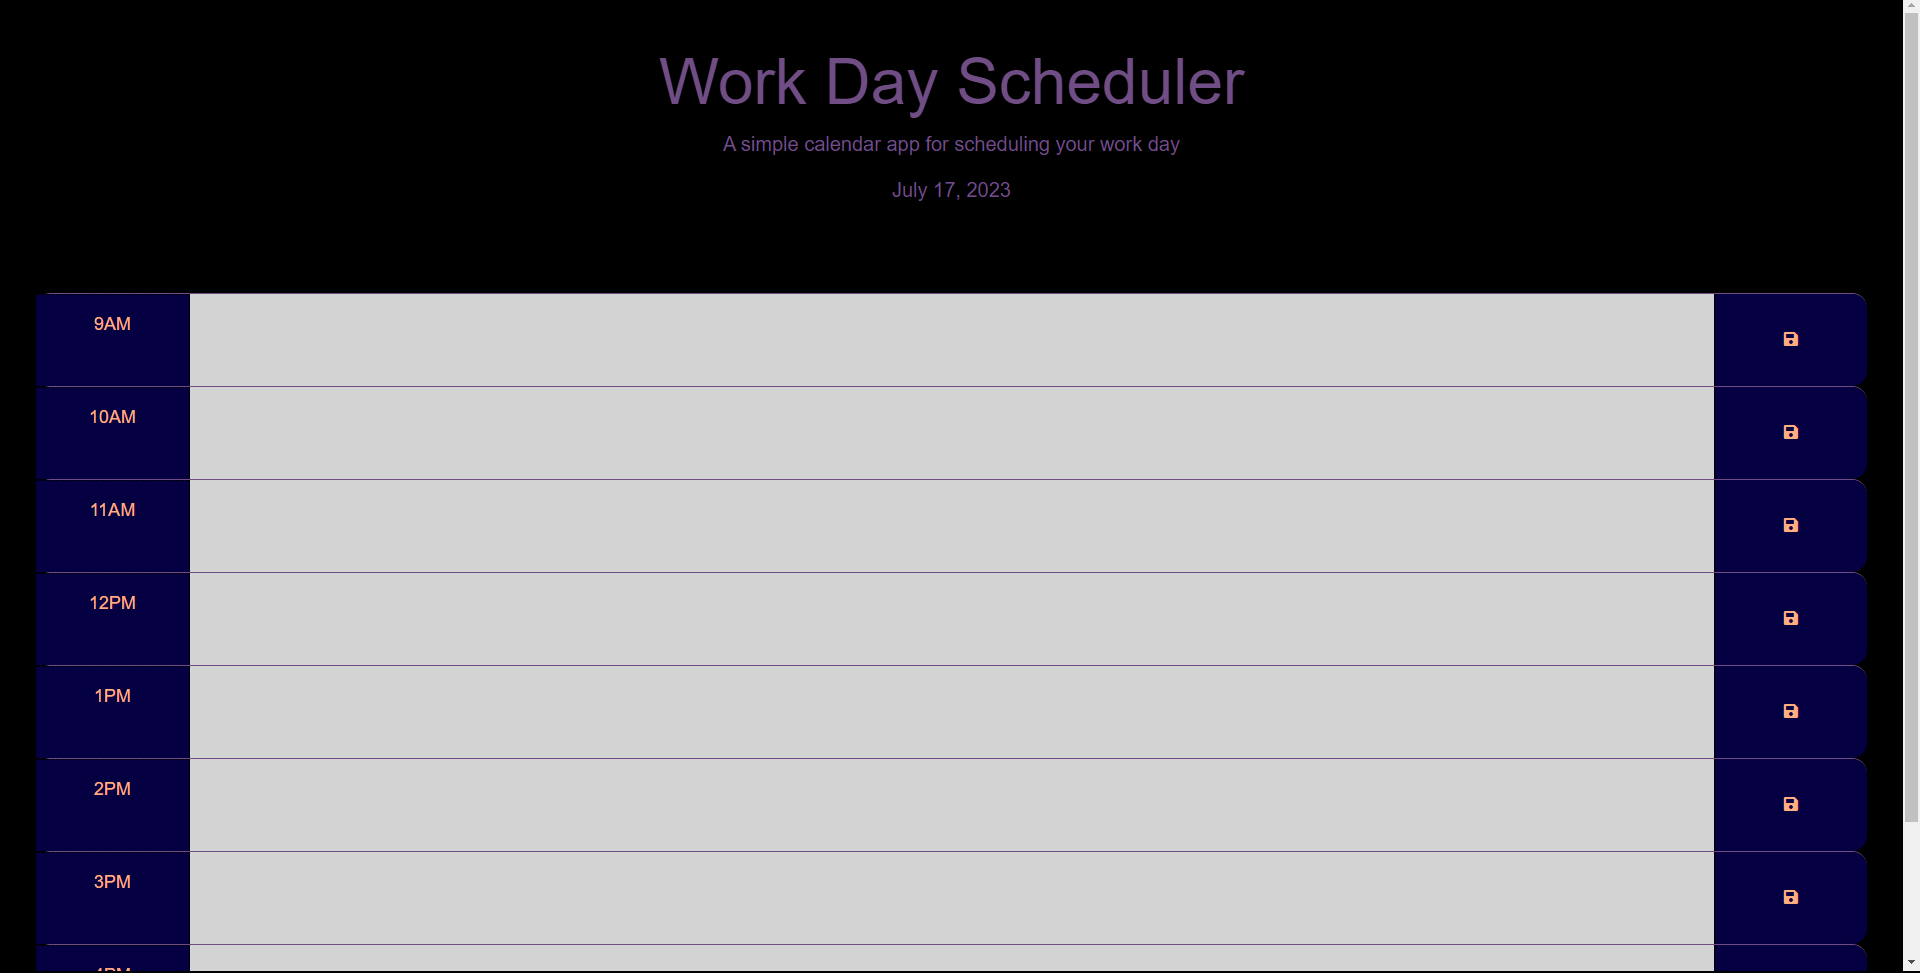 Work Day Scheduler
A simple calendar app for scheduling your work day
July 17, 2023
9AM
10AM
11AM
12PM
1PM
2PM
3PM
4PM